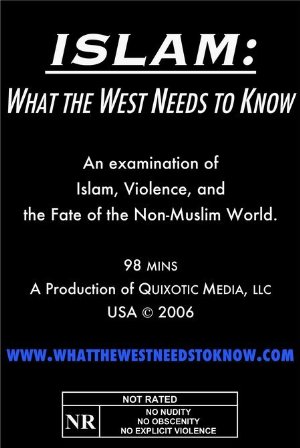 ISLAM:
WHAT THE WEST NEEDS TO KNOW
An examination of
Islam, Violence, and
the Fate of the Non-Muslim World.
98 MINS
A Production of QUIXOTIC MEDIA, LLC
USA © 2006
WWW.WHATTHEWESTNEEDSTOKNOW.COM
NOT RATED
NR
NO NUDITY
NO OBSCENITY
NO EXPLICIT VIOLENCE